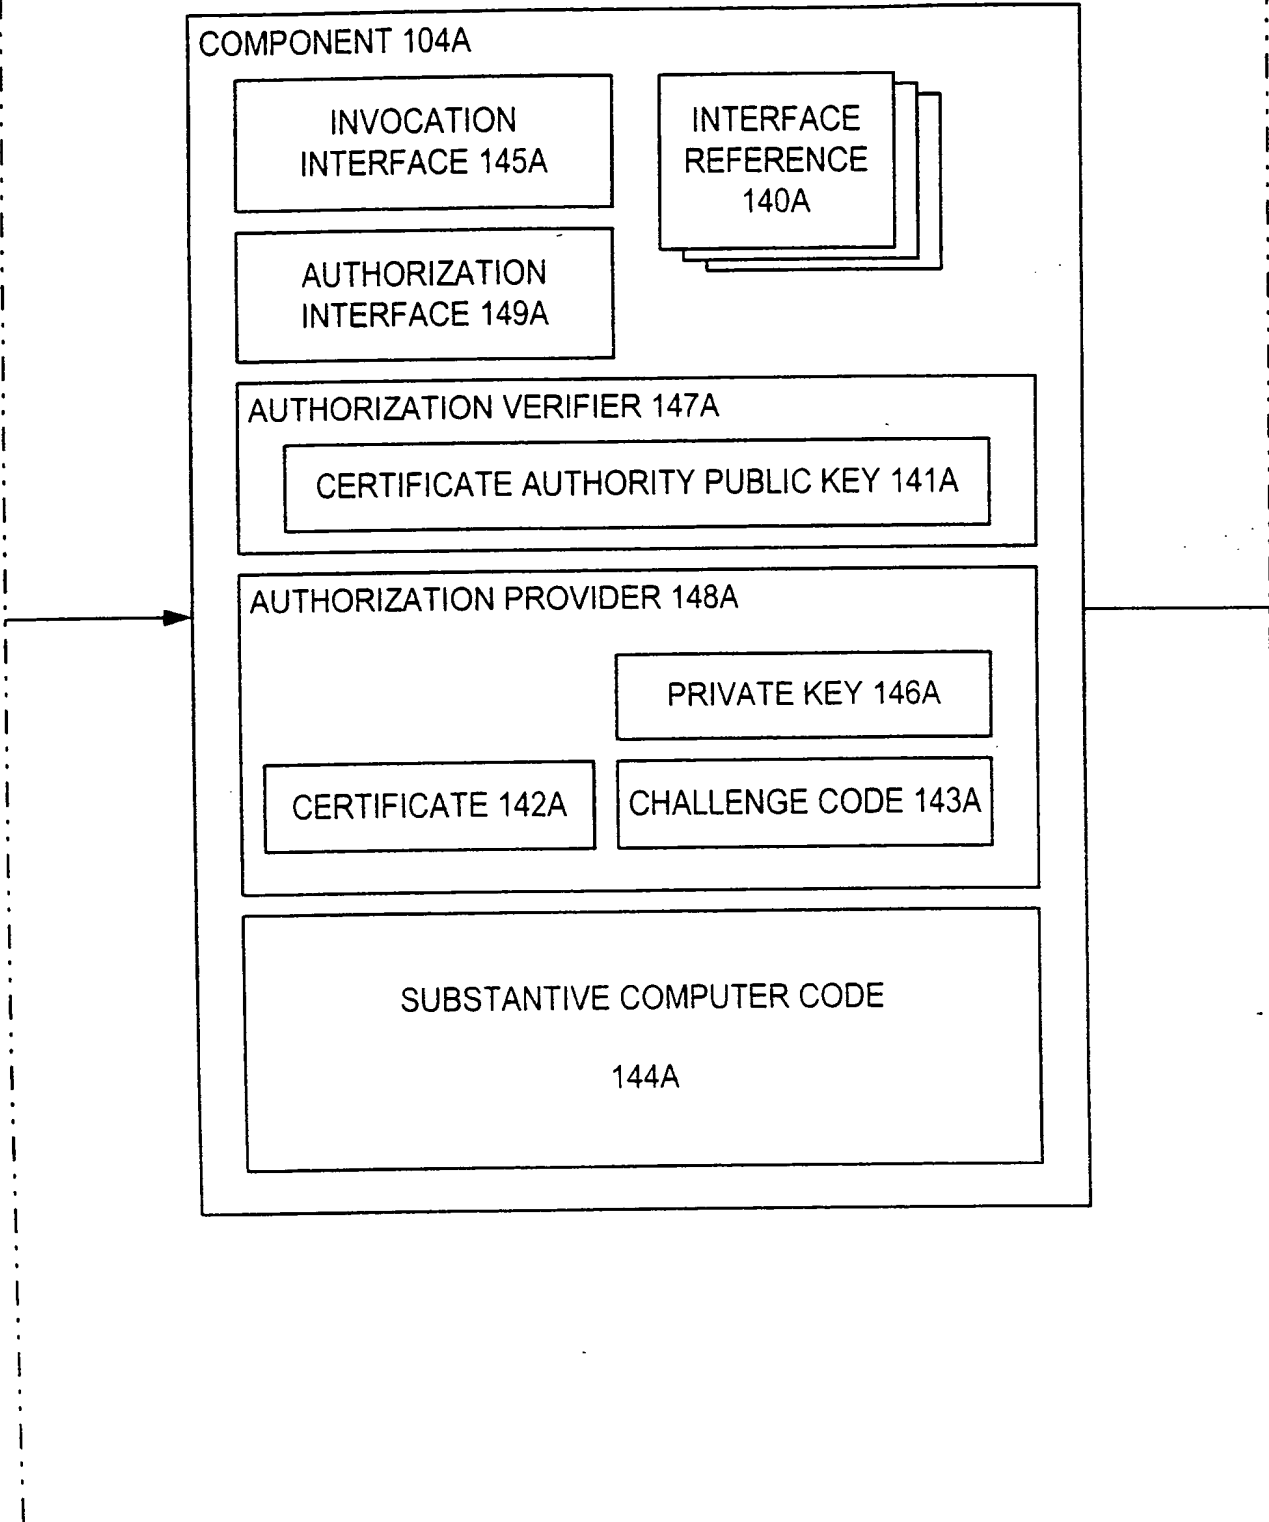 COMPONENT 104A
INVOCATION
INTERFACE 145A
INTERFACE
REFERENCE
140A
AUTHORIZATION
INTERFACE 149A
AUTHORIZATION VERIFIER 147A
CERTIFICATE AUTHORITY PUBLIC KEY 141A
AUTHORIZATION PROVIDER 148A
PRIVATE KEY 146A
CERTIFICATE 142A
CHALLENGE CODE 143A
SUBSTANTIVE COMPUTER CODE
144A